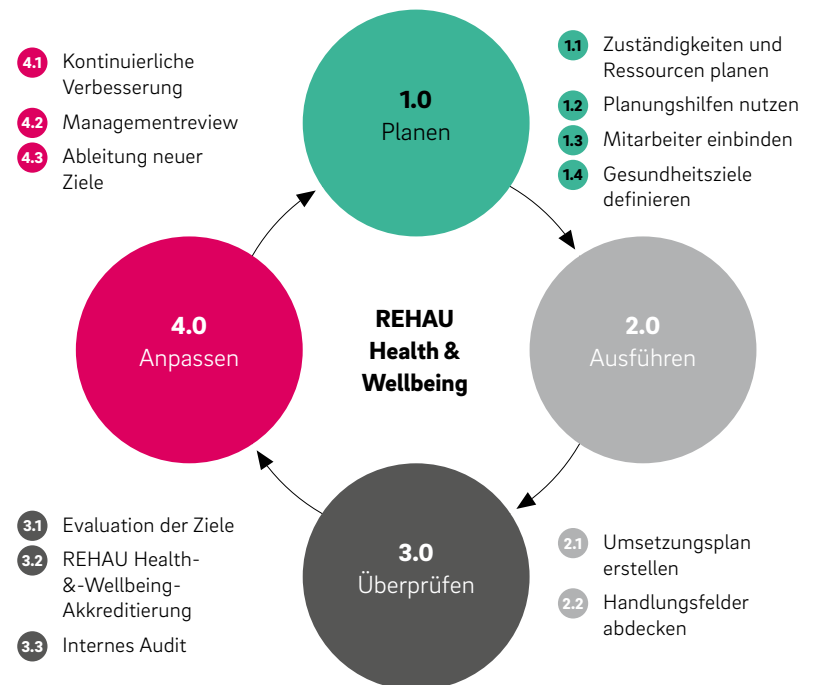 1.0
Planen
1.1 Zuständigkeiten und
Ressourcen planen
1.2 Planungshilfen nutzen
1.3 Mitarbeiter einbinden
1.4 Gesundheitsziele
definieren
2.0
Ausführen
2.1 Umsetzungsplan
erstellen
2.2 Handlungsfelder
abdecken
3.0
Überprüfen
3.1 Evaluation der Ziele
3.2 REHAU Health-
&-Wellbeing-
Akkreditierung
3.3 Internes Audit
4.0
Anpassen
4.1 Kontinuierliche
Verbesserung
4.2 Managementreview
4.3 Ableitung neuer
Ziele
REHAU
Health &
Wellbeing